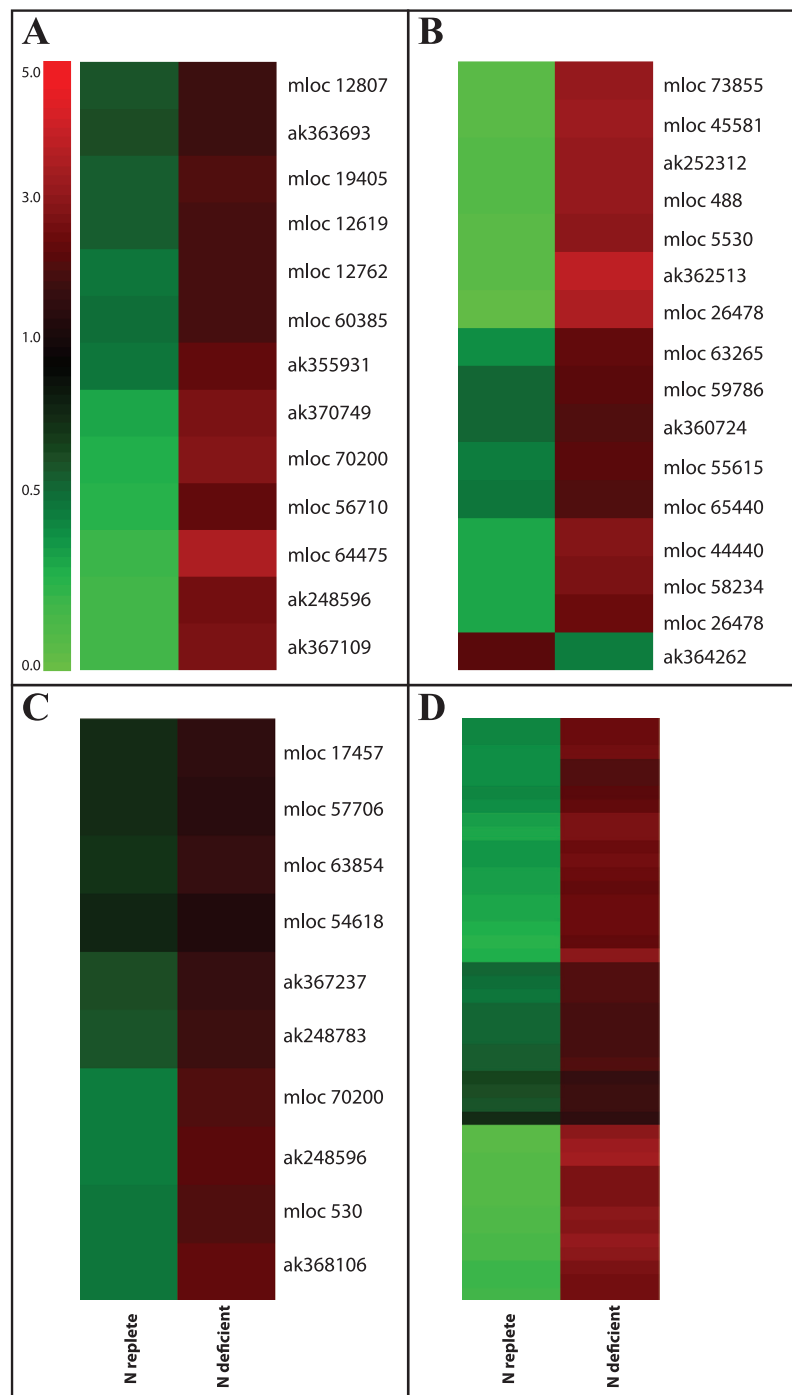 A
5.0
3.0
1.0
0.5
0.0
mloc 12807
ak363693
mloc 19405
mloc 12619
mloc 12762
mloc 60385
ak355931
ak370749
mloc 70200
mloc 56710
mloc 64475
ak248596
ak367109
B
mloc 73855
mloc 45581
ak252312
mloc 488
mloc 5530
ak362513
mloc 26478
mloc 63265
mloc 59786
ak360724
mloc 55615
mloc 65440
mloc 44440
mloc 58234
mloc 26478
ak364262
C
mloc 17457
mloc 57706
mloc 63854
mloc 54618
ak367237
ak248783
mloc 70200
ak248596
mloc 530
ak368106
N replete
N deficient
D
N replete
N deficient